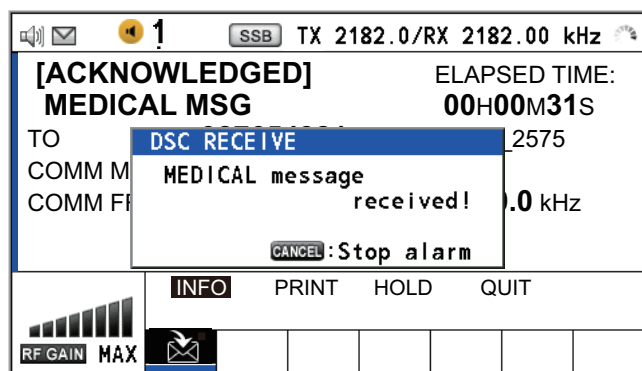 1 SSB TX 2182.0/RX 2182.00 kHz
[ACKNOWLEDGED] ELAPSED TIME:
MEDICAL MSG 00H00M31S
TO _2575
DSC RECEIVE
COMM M
MEDICAL message
received!
COMM FR .0 kHz
CANCEL:Stop alarm
INFO PRINT HOLD QUIT
RF GAIN MAX